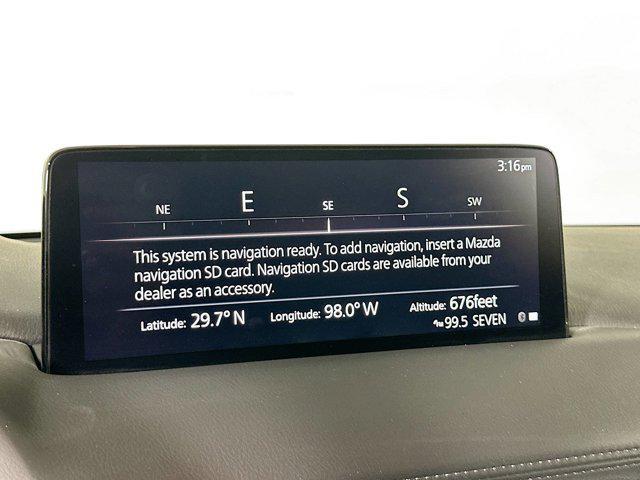 3:16pm
NE E SE S SW
This system is navigation ready. To add navigation, insert a Mazda
navigation SD card. Navigation SD cards are available from your
dealer as an accessory.
Latitude: 29.7° N Longitude: 98.0° W Altitude: 676feet
99.5 SEVEN